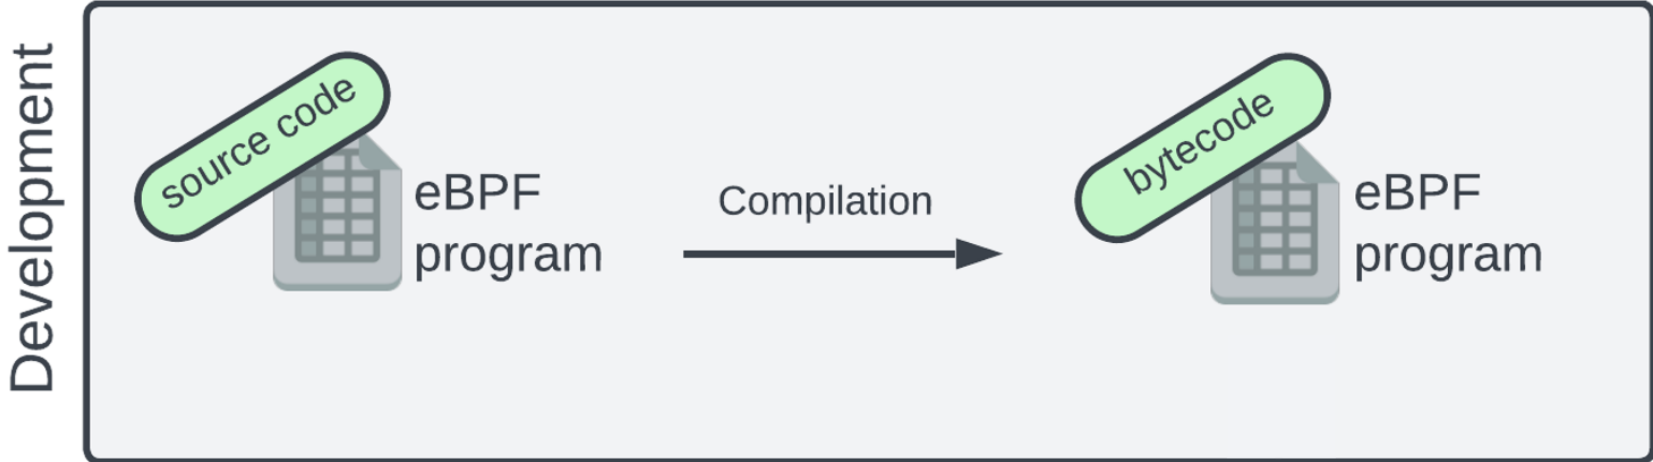 Development
source code
eBPF
program
Compilation
bytecode
eBPF
program